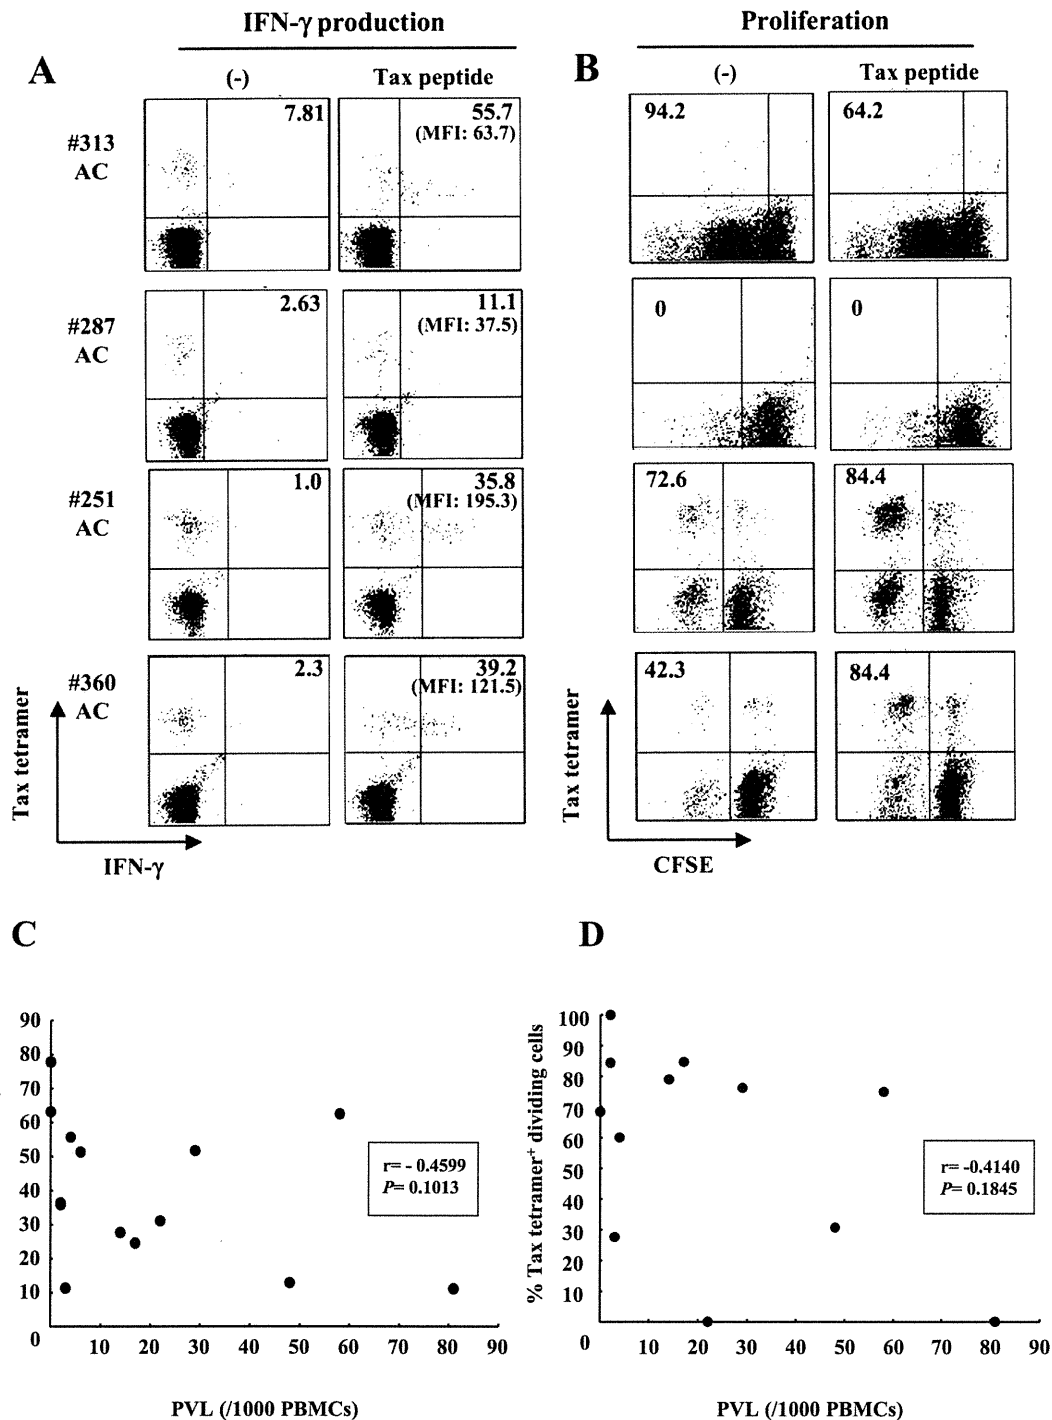 IFN-γ production
Proliferation
A
(-)
Tax peptide
B
(-)
Tax peptide
#313
AC
7.81
55.7
(MFI: 63.7)
94.2
64.2
#287
AC
2.63
11.1
(MFI: 37.5)
0
0
#251
AC
1.0
35.8
(MFI: 195.3)
72.6
84.4
#360
AC
2.3
39.2
(MFI: 121.5)
42.3
84.4
Tax tetramer
IFN-γ
Tax tetramer
CFSE
C
90
80
70
60
50
40
30
20
10
0
r= - 0.4599
P= 0.1013
10 20 30 40 50 60 70 80 90
PVL (/1000 PBMCs)
D
% Tax tetramer+ dividing cells
100
90
80
70
60
50
40
30
20
10
0
r= -0.4140
P= 0.1845
0 10 20 30 40 50 60 70 80 90
PVL (/1000 PBMCs)